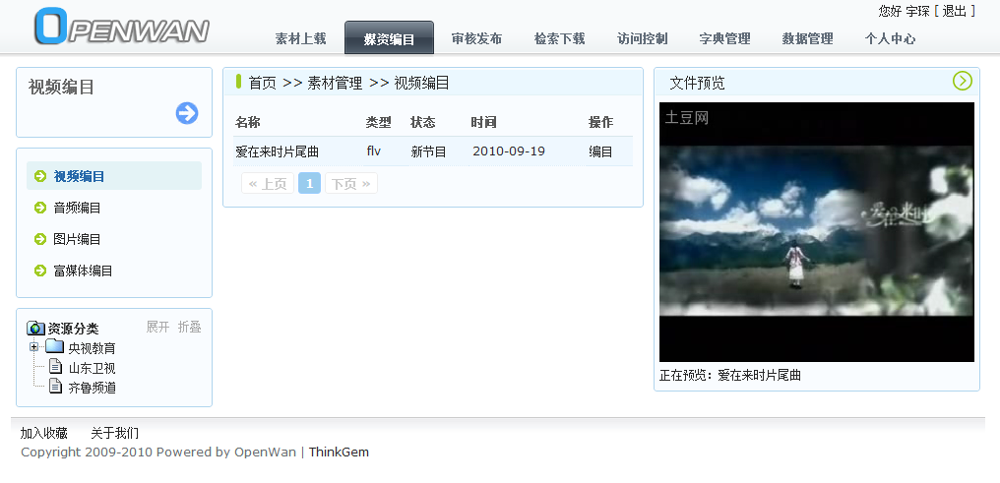 您好 宇琛 [ 退出 ]
OPENWAN
素材上载 媒资编目 审核发布 检索下载 访问控制 字典管理 数据管理 个人中心
视频编目
视频编目
音频编目
图片编目
富媒体编目
资源分类 展开 折叠
央视教育
山东卫视
齐鲁频道
首页 >> 素材管理 >> 视频编目
名称 类型 状态 时间 操作
爱在来时片尾曲 flv 新节目 2010-09-19 编目
« 上页 1 下页 »
文件预览
土豆网
爱在来时
正在预览：爱在来时片尾曲
加入收藏 关于我们
Copyright 2009-2010 Powered by OpenWan | ThinkGem